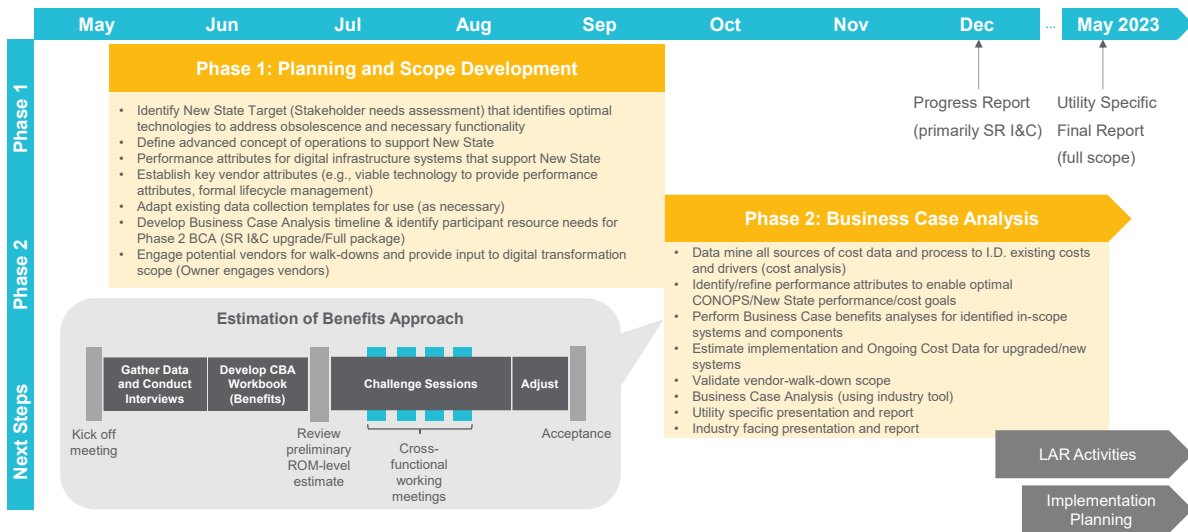 May Jun Jul Aug Sep Oct Nov Dec ... May 2023
Phase 1
Phase 2
Next Steps
Phase 1: Planning and Scope Development
• Identify New State Target (Stakeholder needs assessment) that identifies optimal
technologies to address obsolescence and necessary functionality
• Define advanced concept of operations to support New State
• Performance attributes for digital infrastructure systems that support New State
• Establish key vendor attributes (e.g., viable technology to provide performance
attributes, formal lifecycle management)
• Adapt existing data collection templates for use (as necessary)
• Develop Business Case Analysis timeline & identify participant resource needs for
Phase 2 BCA (SR I&C upgrade/Full package)
• Engage potential vendors for walk-downs and provide input to digital transformation
scope (Owner engages vendors)
Progress Report
(primarily SR I&C)
Utility Specific
Final Report
(full scope)
Phase 2: Business Case Analysis
• Data mine all sources of cost data and process to I.D. existing costs
and drivers (cost analysis)
• Identify/refine performance attributes to enable optimal
CONOPS/New State performance/cost goals
• Perform Business Case benefits analyses for identified in-scope
systems and components
• Estimate implementation and Ongoing Cost Data for upgraded/new
systems
• Validate vendor-walk-down scope
• Business Case Analysis (using industry tool)
• Utility specific presentation and report
• Industry facing presentation and report
Estimation of Benefits Approach
Gather Data
and Conduct
Interviews
Develop CBA
Workbook
(Benefits)
Challenge Sessions
Adjust
Kick off
meeting
Review
preliminary
ROM-level
estimate
Cross-
functional
working
meetings
Acceptance
LAR Activities
Implementation
Planning